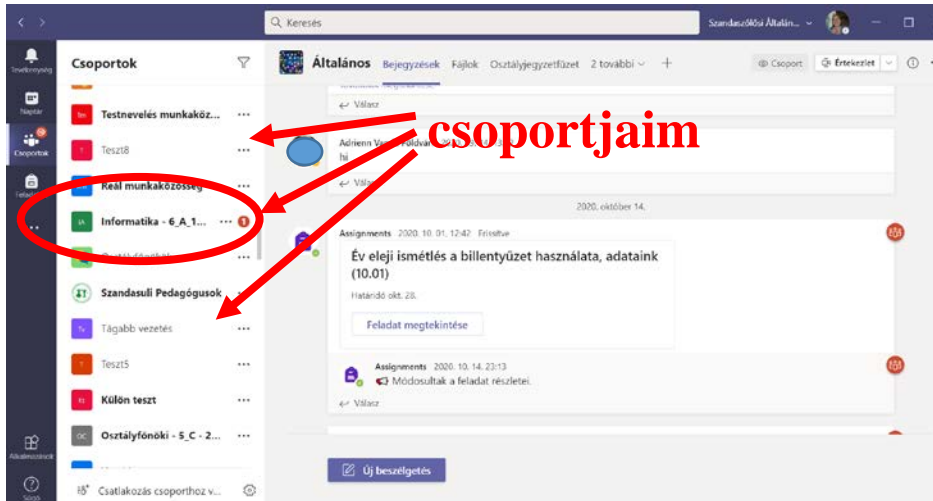 Keresés
Szandaszőlősi Általán...
Tevékenység
Naptár
Csoportok
Csoportok
Testnevelés munkaköz... ...
Teszt8 ...
Reál munkaközösség ...
Informatika - 6_A_1... ... 1
Szandasuli Pedagógusok
Tágabb vezetés ...
Teszt5 ...
Külön teszt ...
Osztályfőnöki - 5_C - 2... ...
Csatlakozás csoporthoz v...
Általános Bejegyzések Fájlok Osztályjegyzetfüzet 2 további
Csoport Értekezlet
Válasz
csoportjaim
Adrienn
hi
Válasz
2020. október 14.
Assignments 2020. 10. 01. 12:42 Frissítve
Év eleji ismétlés a billentyűzet használata, adataink
(10.01)
Határidő okt. 28.
Feladat megtekintése
Assignments 2020. 10. 14. 23:13
Módosultak a feladat részletei.
Válasz
Új beszélgetés
Alkalmazások
Súgó